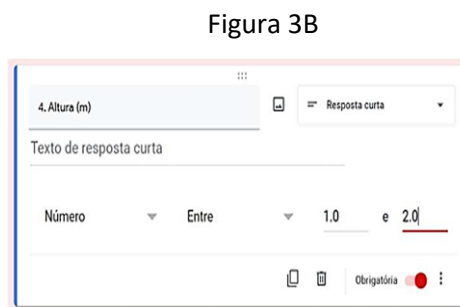 Figura 3B
4. Altura (m)
Resposta curta
Texto de resposta curta
Número Entre 1.0 e 2.0
Obrigatória